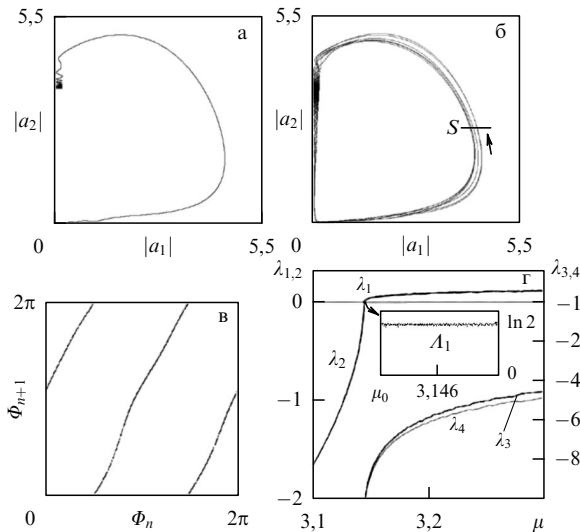 5,5
а
|a₂|
0
|a₁|
5,5
5,5
б
|a₂|
S
0
|a₁|
5,5
2π
в
Φₙ₊₁
0
Φₙ
2π
λ₁,₂
λ₁
г
λ₃,₄
0
−1
ln 2
Λ₁
λ₂
μ₀
3,146
0
−1
−2
−4
−6
−8
λ₄
λ₃
3,1
3,2
μ